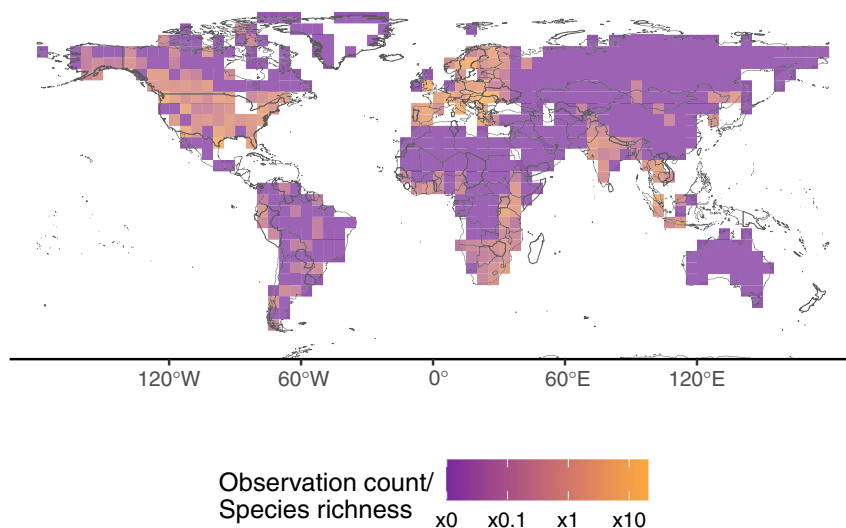 120°W 60°W 0° 60°E 120°E
Observation count/
Species richness
x0 x0.1 x1 x10